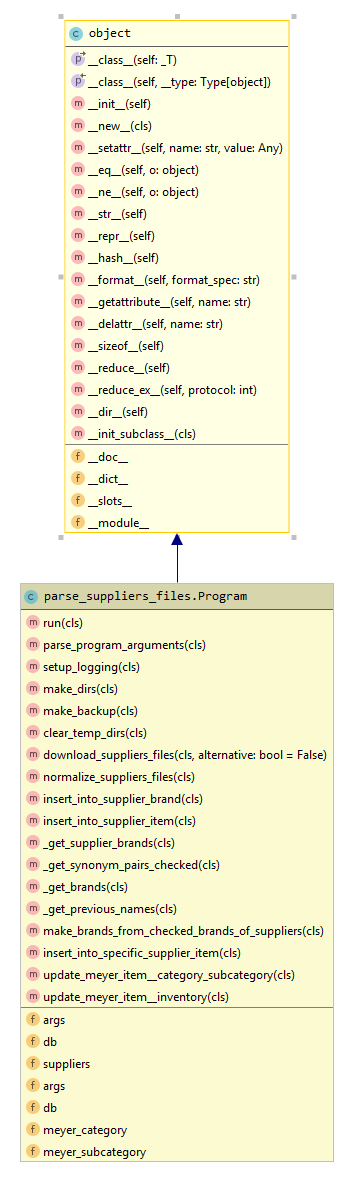 c object
p __class__(self: _T)
p __class__(self, __type: Type[object])
m __init__(self)
m __new__(cls)
m __setattr__(self, name: str, value: Any)
m __eq__(self, o: object)
m __ne__(self, o: object)
m __str__(self)
m __repr__(self)
m __hash__(self)
m __format__(self, format_spec: str)
m __getattribute__(self, name: str)
m __delattr__(self, name: str)
m __sizeof__(self)
m __reduce__(self)
m __reduce_ex__(self, protocol: int)
m __dir__(self)
m __init_subclass__(cls)
f __doc__
f __dict__
f __slots__
f __module__
c parse_suppliers_files.Program
m run(cls)
m parse_program_arguments(cls)
m setup_logging(cls)
m make_dirs(cls)
m make_backup(cls)
m clear_temp_dirs(cls)
m download_suppliers_files(cls, alternative: bool = False)
m normalize_suppliers_files(cls)
m insert_into_supplier_brand(cls)
m insert_into_supplier_item(cls)
m _get_supplier_brands(cls)
m _get_synonym_pairs_checked(cls)
m _get_brands(cls)
m _get_previous_names(cls)
m make_brands_from_checked_brands_of_suppliers(cls)
m insert_into_specific_supplier_item(cls)
m update_meyer_item__category_subcategory(cls)
m update_meyer_item__inventory(cls)
f args
f db
f suppliers
f args
f db
f meyer_category
f meyer_subcategory